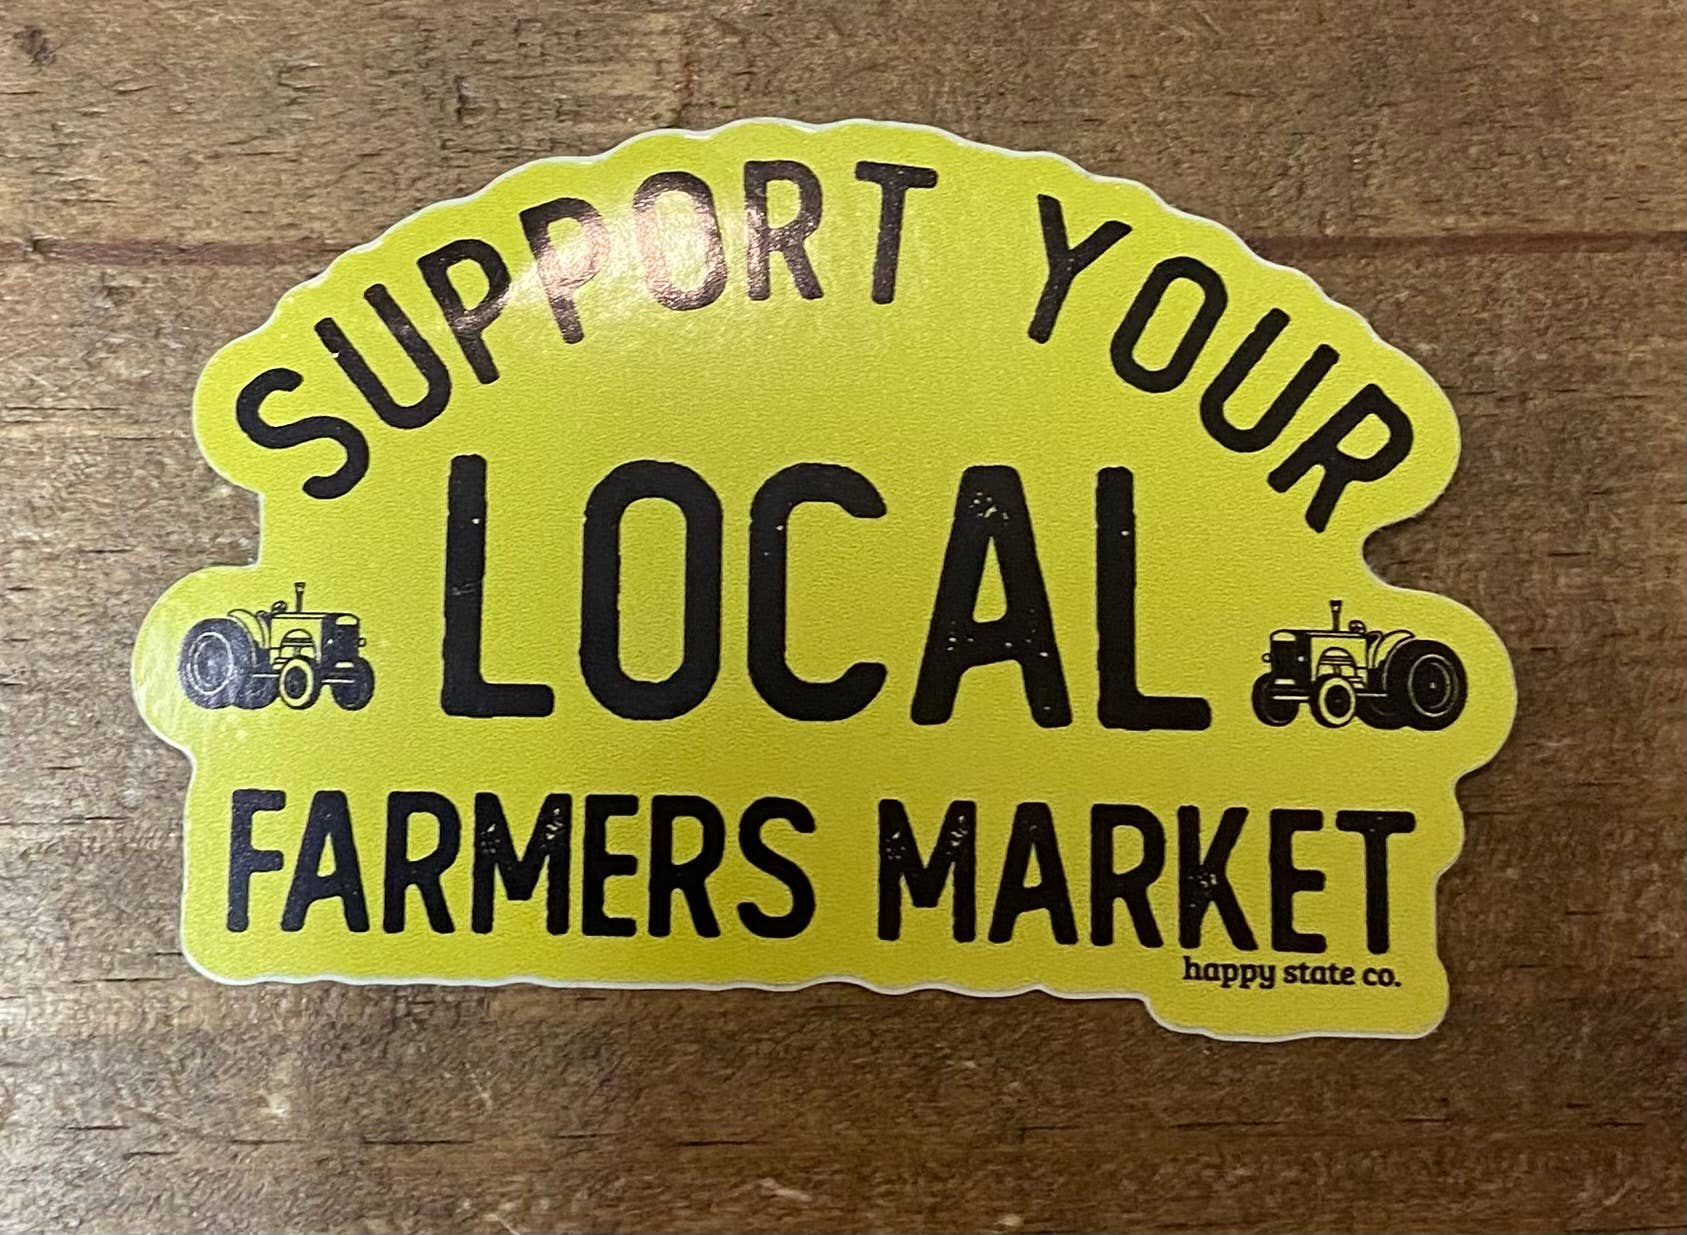 SUPPORT YOUR
LOCAL
FARMERS MARKET
happy state co.